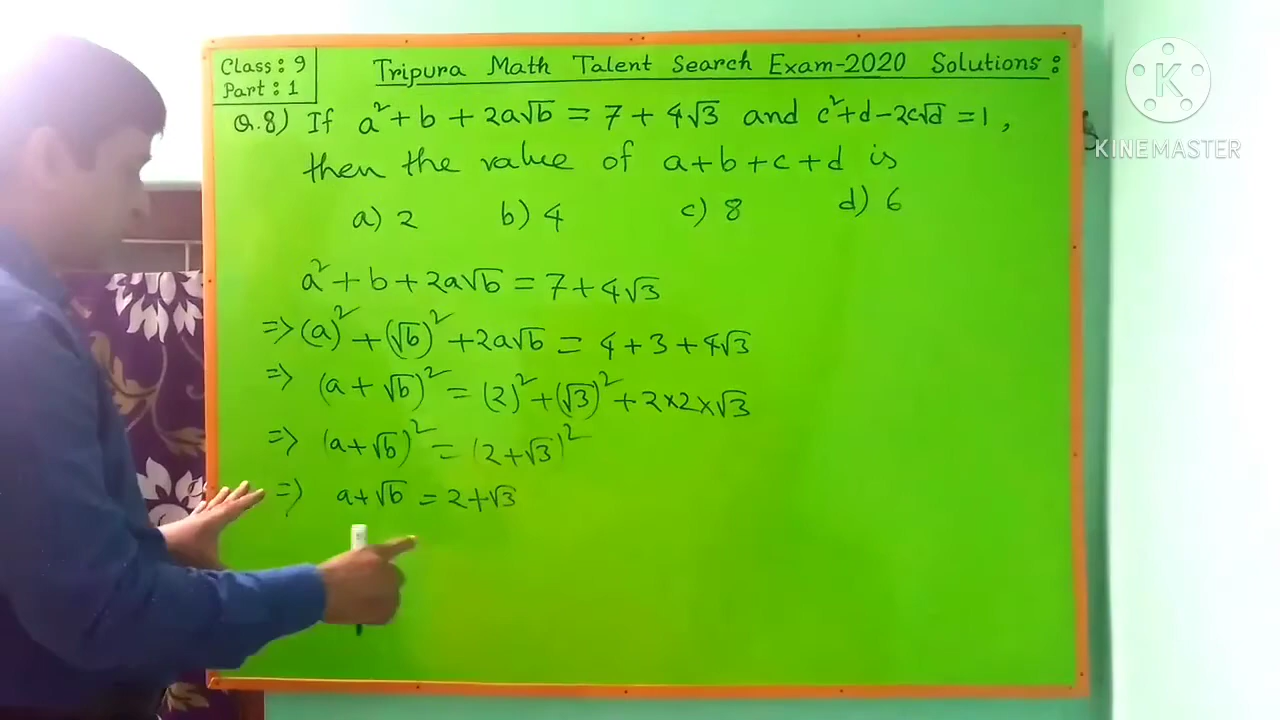 Class: 9
Part: 1
Tripura Math Talent Search Exam-2020 Solutions:
Q.8) If a²+b+2a√b = 7+4√3 and c²+d-2c√d = 1,
then the value of a+b+c+d is
a) 2 b) 4 c) 8 d) 6
a²+b+2a√b = 7+4√3
=> (a)²+(√b)²+2a√b = 4+3+4√3
=> (a+√b)² = (2)²+(√3)²+2×2×√3
=> (a+√b)² = (2+√3)²
=> a+√b = 2+√3
K
KINEMASTER